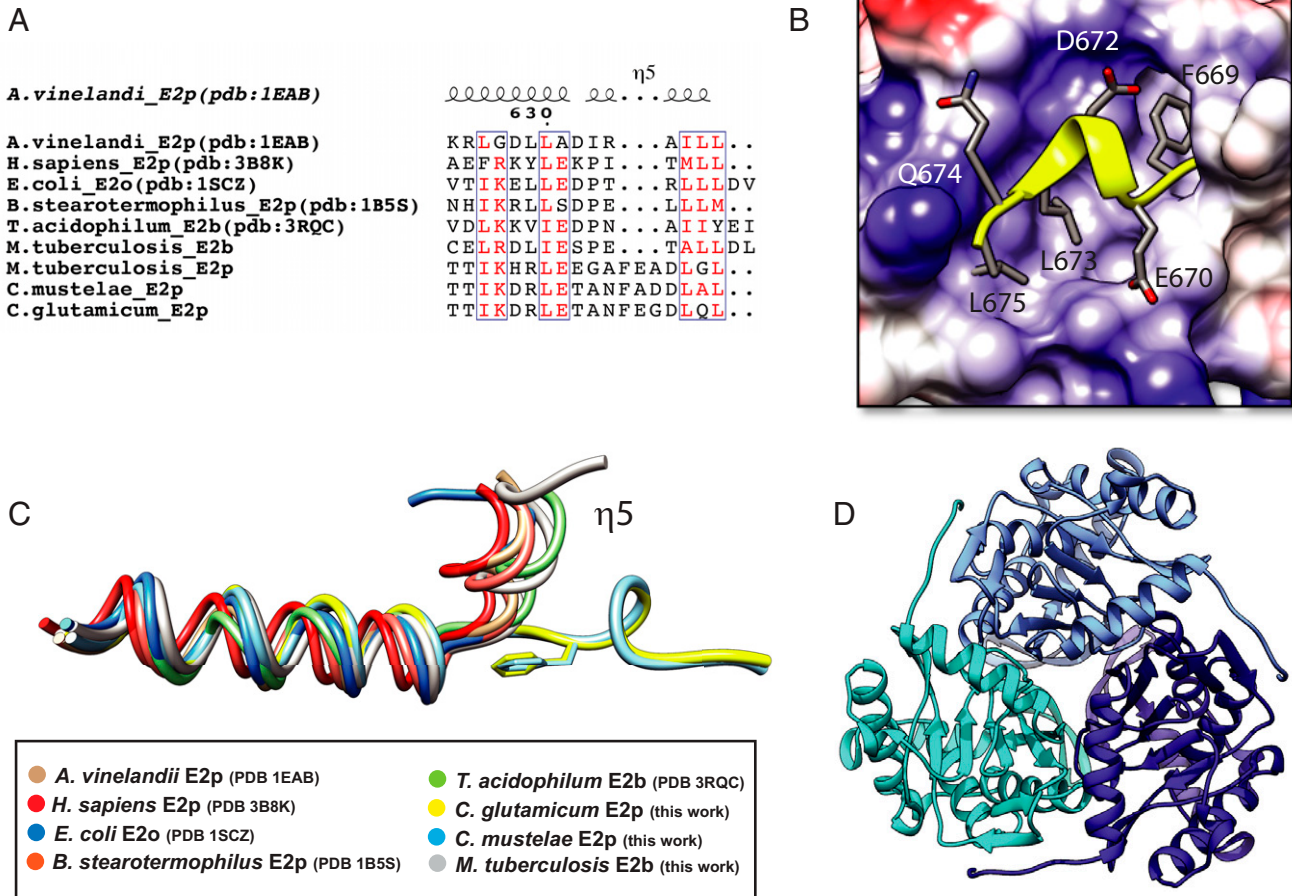 A
η5
A.vinelandi_E2p(pdb:1EAB)
630
A.vinelandi_E2p(pdb:1EAB) KRLGDLLADIR...AILL..
H.sapiens_E2p(pdb:3B8K) AEFRKYLEKPI...TMLL..
E.coli_E2o(pdb:1SCZ) VTIKELLEDPT...RLLLDV
B.stearotermophilus_E2p(pdb:1B5S) NHIKRLLSDPE...LLLM..
T.acidophilum_E2b(pdb:3RQC) VDLKKVIEDPN...AIIYEI
M.tuberculosis_E2b CELRDLIESPE...TALLDL
M.tuberculosis_E2p TTIKHRLEEGAFEADLGL..
C.mustelae_E2p TTIKDRLETANFADDLAL..
C.glutamicum_E2p TTIKDRLETANFEGDLQL..
B
D672
F669
Q674
L673
E670
L675
C
η5
A. vinelandii E2p (PDB 1EAB)
H. sapiens E2p (PDB 3B8K)
E. coli E2o (PDB 1SCZ)
B. stearotermophilus E2p (PDB 1B5S)
T. acidophilum E2b (PDB 3RQC)
C. glutamicum E2p (this work)
C. mustelae E2p (this work)
M. tuberculosis E2b (this work)
D